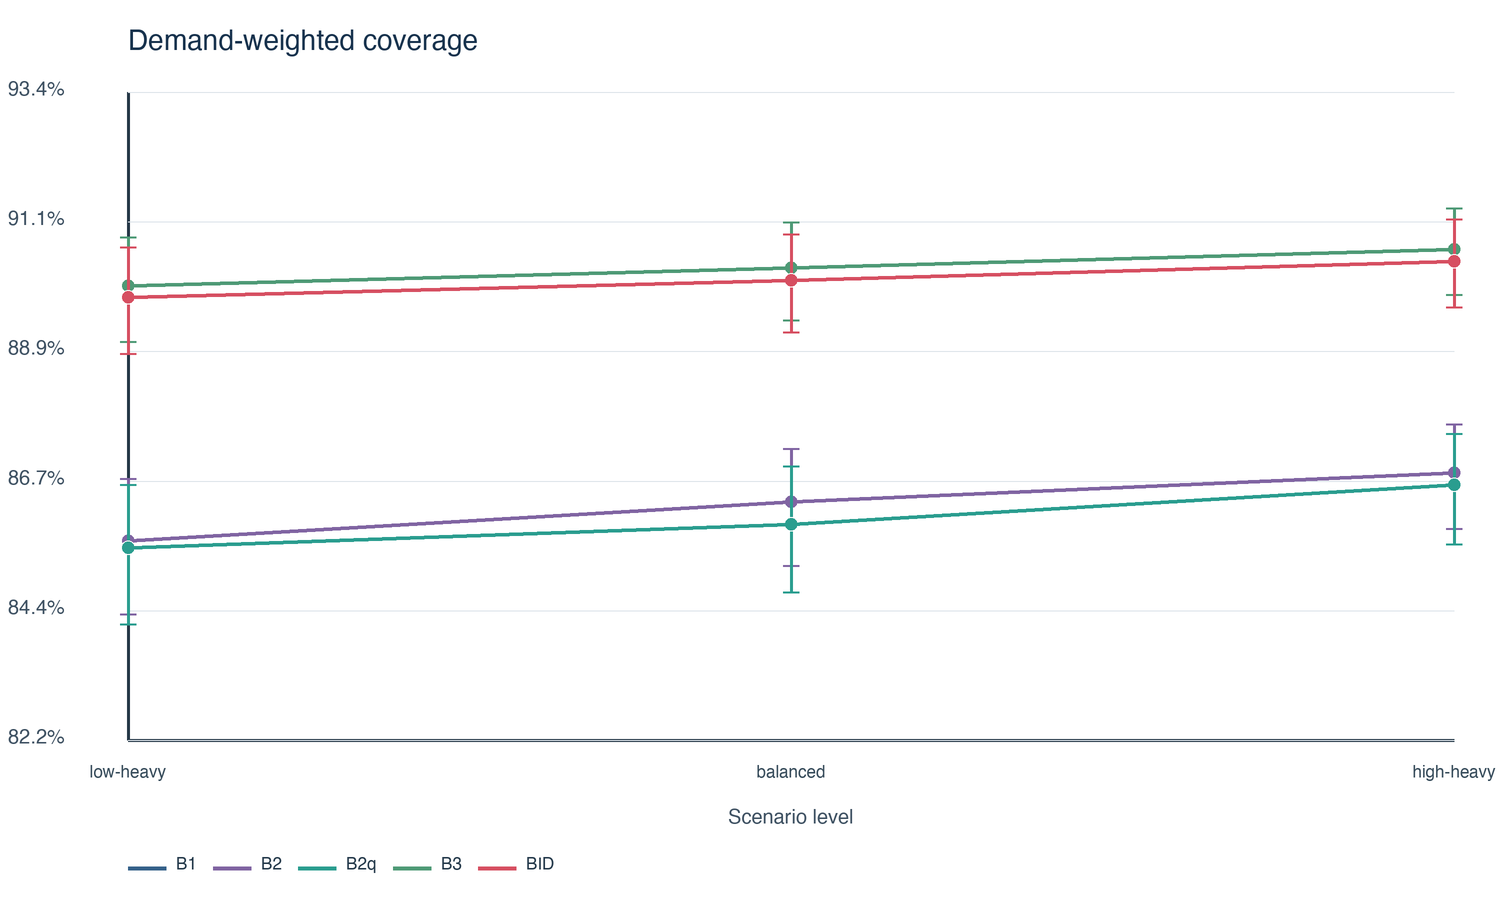 Demand-weighted coverage
93.4%
91.1%
88.9%
86.7%
84.4%
82.2%
low-heavy balanced high-heavy
Scenario level
B1 B2 B2q B3 BID